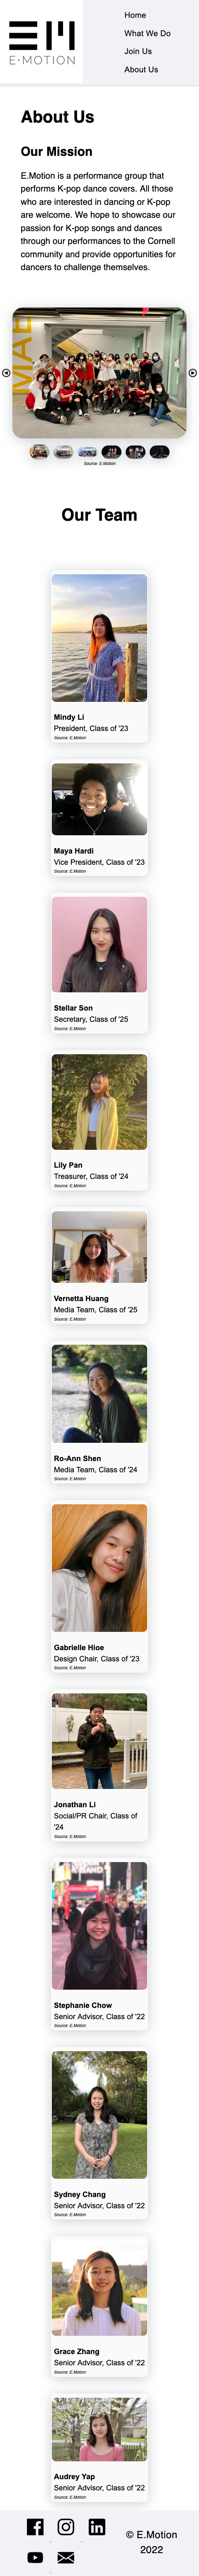 E·MOTION
Home
What We Do
Join Us
About Us
About Us
Our Mission
E.Motion is a performance group that
performs K-pop dance covers. All those
who are interested in dancing or K-pop
are welcome. We hope to showcase our
passion for K-pop songs and dances
through our performances to the Cornell
community and provide opportunities for
dancers to challenge themselves.
MAE
Source: E.Motion
Our Team
Mindy Li
President, Class of '23
Source: E.Motion
Maya Hardi
Vice President, Class of '23
Source: E.Motion
Stellar Son
Secretary, Class of '25
Source: E.Motion
Lily Pan
Treasurer, Class of '24
Source: E.Motion
Vernetta Huang
Media Team, Class of '25
Source: E.Motion
Ro-Ann Shen
Media Team, Class of '24
Source: E.Motion
Gabrielle Hioe
Design Chair, Class of '23
Source: E.Motion
Jonathan Li
Social/PR Chair, Class of
'24
Source: E.Motion
Stephanie Chow
Senior Advisor, Class of '22
Source: E.Motion
Sydney Chang
Senior Advisor, Class of '22
Source: E.Motion
Grace Zhang
Senior Advisor, Class of '22
Source: E.Motion
Audrey Yap
Senior Advisor, Class of '22
Source: E.Motion
© E.Motion
2022